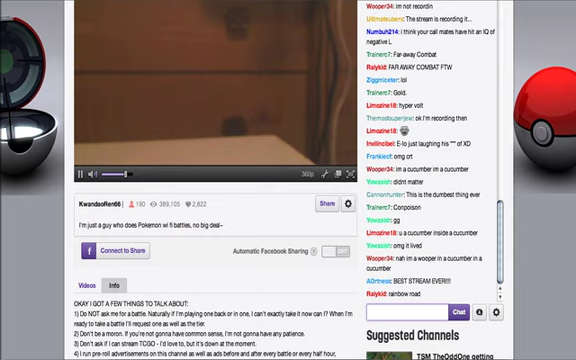 Wooper34: im not recordin
Ultimateubers: The stream is recording it...
Numbuh214: i think your call mates have hit an IQ of
negative L
Trainerc7: Far-away Combat
Ralykid: FAR AWAY COMBAT FTW
Ziggmiceter: lol
Trainerc7: Gold.
Limozine18: hyper volt
Themostsuperjew: ok I'm recording then
Limozine18:
Invilincibel: E-lo just laughing his *** of XD
Frankieol: omg crt
Wooper34: im a cucumber im a cucumber
Yowzaish: didnt matter
Cannonhunter: This is the dumbest thing ever
Trainerc7: Conpoison
Yowzaish: gg
Limozine18: u a cucumber inside a cucumber
Yowzaish: omg it lived
Wooper34: nah im a wooper in a cucumber in a
cucumber
Al3rtness: BEST STREAM EVER!!!!
Ralykid: rainbow road
Chat
Suggested Channels
TSM TheOddOne getting
360p
KwandaoRen66 | 180 389,105 2,822
Share
I'm just a guy who does Pokemon wi fi battles, no big deal~
f Connect to Share
Automatic Facebook Sharing OFF
Videos Info
OKAY I GOT A FEW THINGS TO TALK ABOUT:
1) Do NOT ask me for a battle. Naturally if I'm playing one back or in one, I can't exactly take it now can I? When I'm
ready to take a battle I'll request one as well as the tier.
2) Don't be a moron. If you're not gonna have common sense, I'm not gonna have any patience.
3) Don't ask if I can stream TCGO - I'd love to, but it's down at the moment.
4) I run pre-roll advertisements on this channel as well as ads before and after every battle or every half hour,